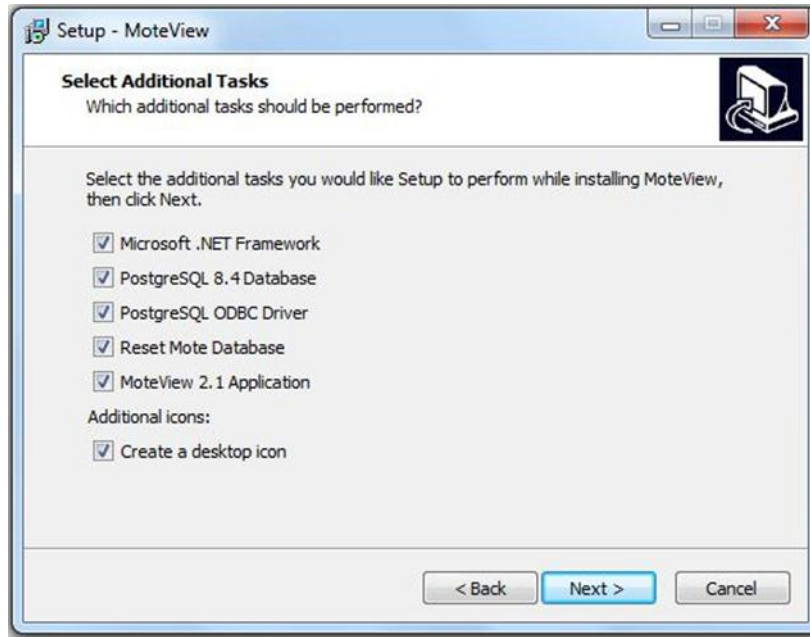 Setup - MoteView
Select Additional Tasks
Which additional tasks should be performed?
Select the additional tasks you would like Setup to perform while installing MoteView,
then click Next.
Microsoft .NET Framework
PostgreSQL 8.4 Database
PostgreSQL ODBC Driver
Reset Mote Database
MoteView 2.1 Application
Additional icons:
Create a desktop icon
< Back
Next >
Cancel